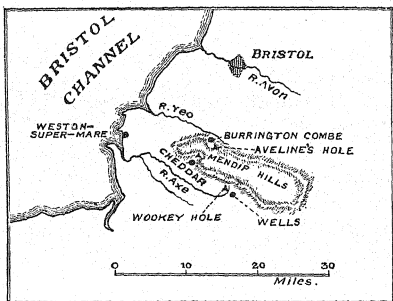 BRISTOL
CHANNEL
BRISTOL
R. Avon
R. Yeo
WESTON-
SUPER-MARE
BURRINGTON COMBE
AVELINE'S HOLE
MENDIP HILLS
CHEDDAR
R. Axe
WOOKEY HOLE
WELLS
0 10 20 30
Miles.